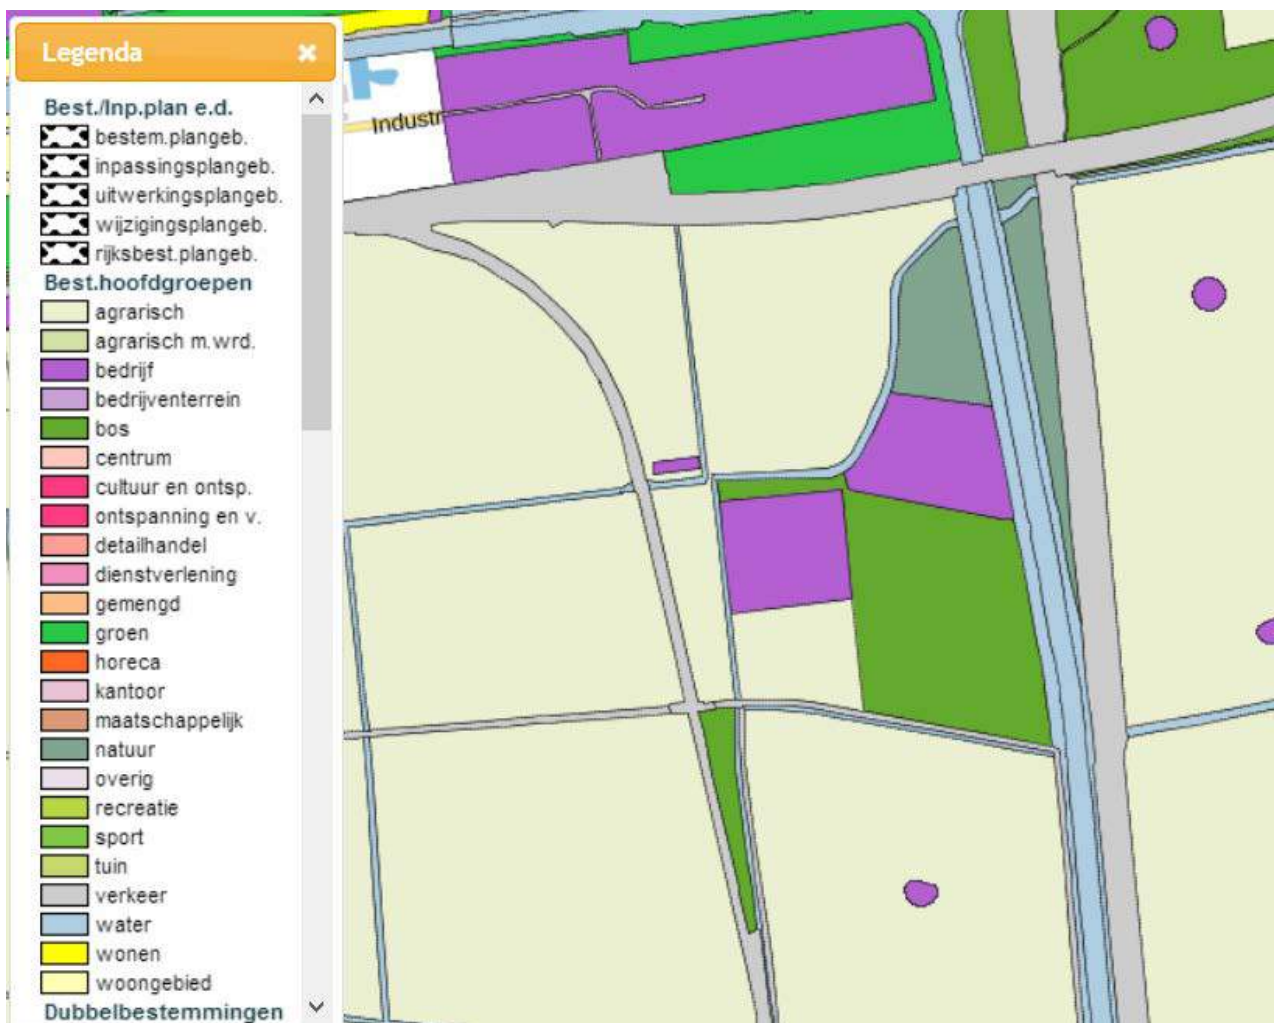 Legenda
Best./Inp.plan e.d.
bestem.plangeb.
inpassingsplangeb.
uitwerkingsplangeb.
wijzigingsplangeb.
rijksbest.plangeb.
Best.hoofdgroepen
agrarisch
agrarisch m.wrd.
bedrijf
bedrijventerrein
bos
centrum
cultuur en ontsp.
ontspanning en v.
detailhandel
dienstverlening
gemengd
groen
horeca
kantoor
maatschappelijk
natuur
overig
recreatie
sport
tuin
verkeer
water
wonen
woongebied
Dubbelbestemmingen
Industr